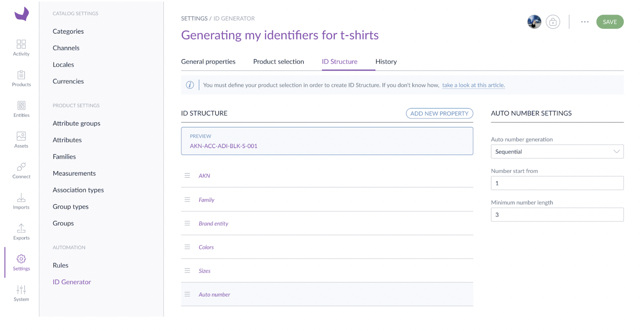 Activity
Products
Entities
Assets
Connect
Imports
Exports
Settings
System
CATALOG SETTINGS
Categories
Channels
Locales
Currencies
PRODUCT SETTINGS
Attribute groups
Attributes
Families
Measurements
Association types
Group types
Groups
AUTOMATION
Rules
ID Generator
SETTINGS / ID GENERATOR
SAVE
Generating my identifiers for t-shirts
General properties Product selection ID Structure History
You must define your product selection in order to create ID Structure. If you don't know how, take a look at this article.
ID STRUCTURE ADD NEW PROPERTY
PREVIEW
AKN-ACC-ADI-BLK-S-001
AKN
Family
Brand entity
Colors
Sizes
Auto number
AUTO NUMBER SETTINGS
Auto number generation
Sequential
Number start from
1
Minimum number length
3